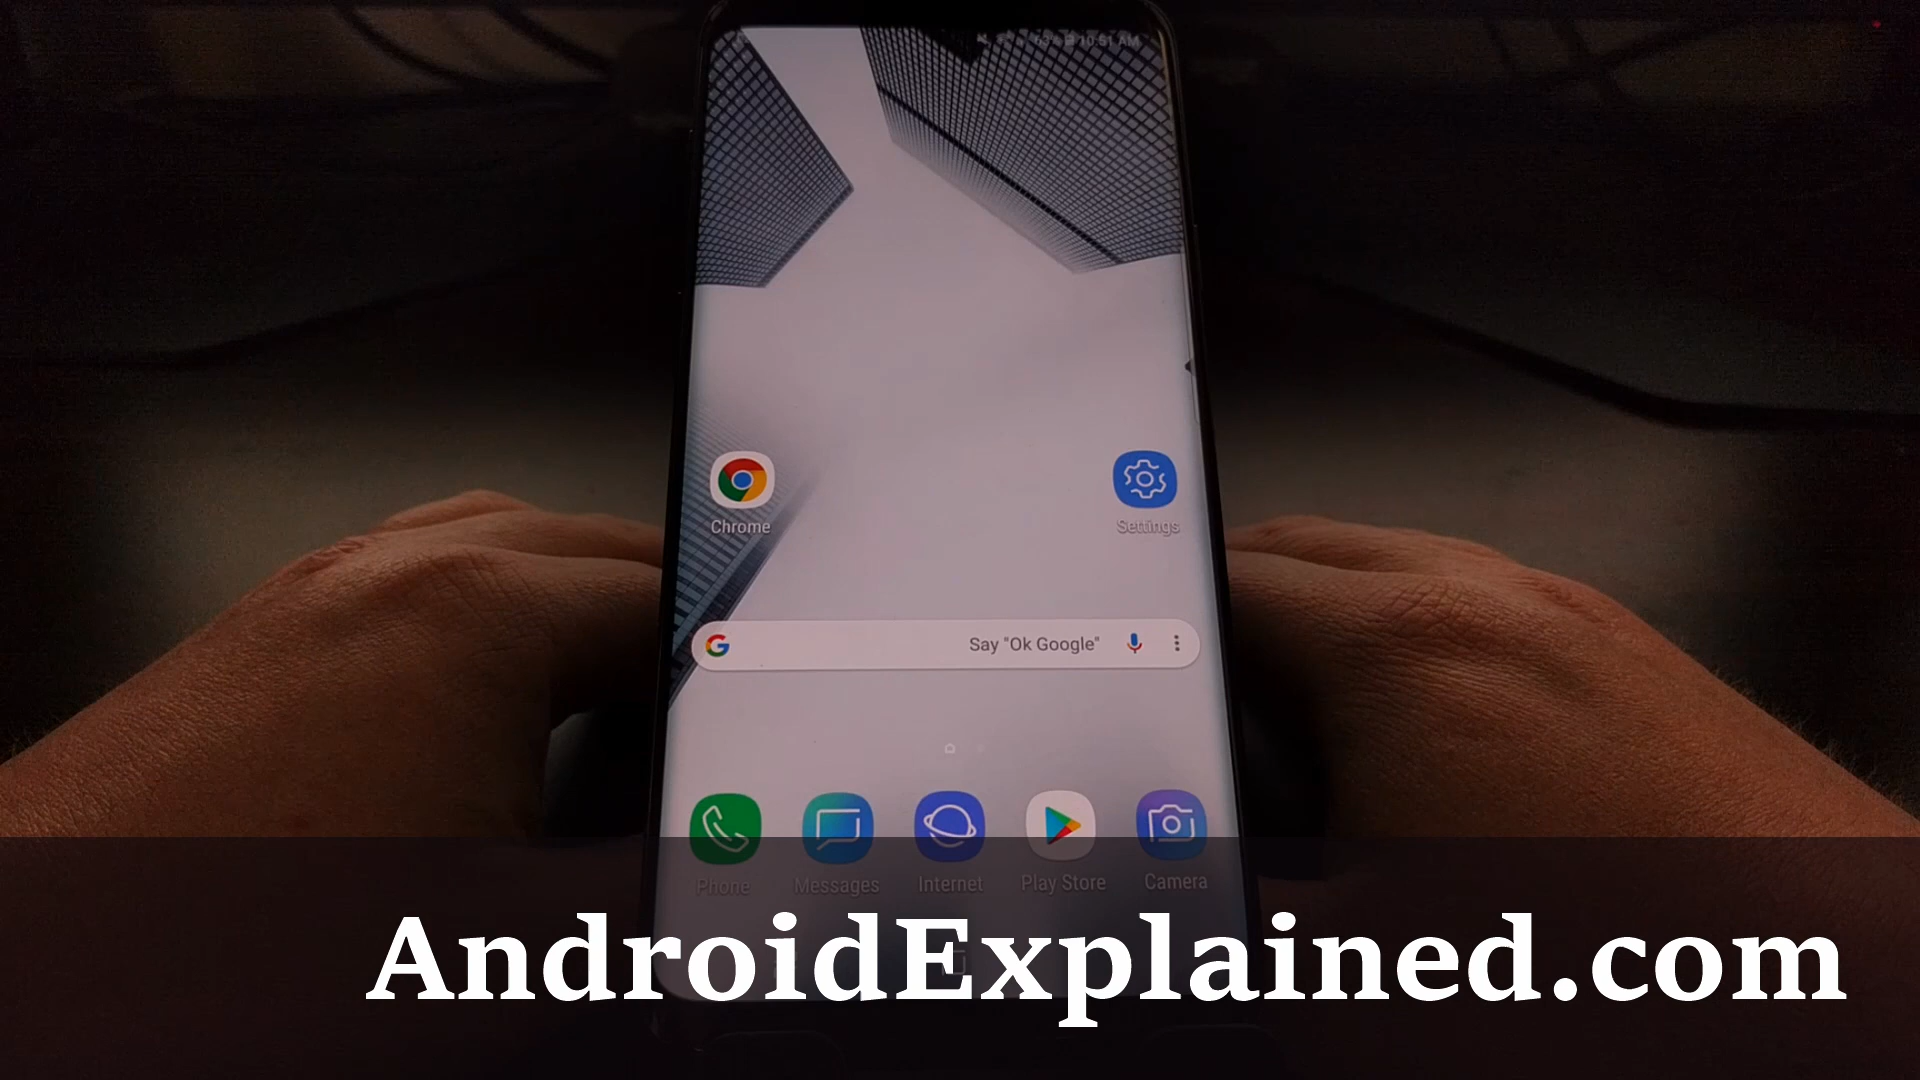 10:51 AM
Chrome
Settings
Say "Ok Google"
Phone
Messages
Internet
Play Store
Camera
AndroidExplained.com